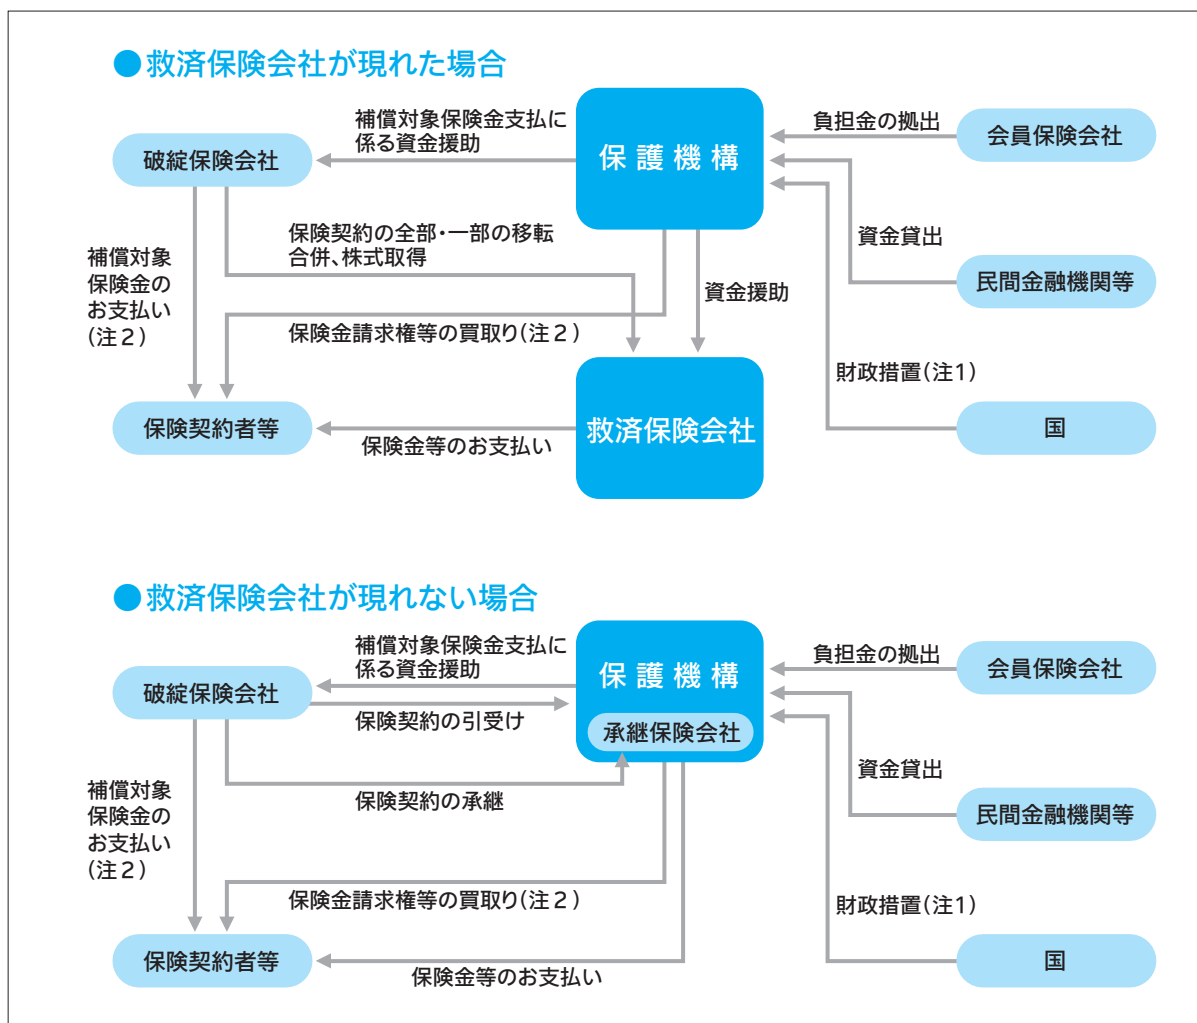 ●救済保険会社が現れた場合
補償対象保険金支払に
係る資金援助
保護機構
負担金の拠出
会員保険会社
破綻保険会社
保険契約の全部・一部の移転
合併、株式取得
補償対象
保険金の
お支払い
(注2)
資金貸出
民間金融機関等
資金援助
保険金請求権等の買取り(注2)
財政措置(注1)
保険契約者等
保険金等のお支払い
救済保険会社
国
●救済保険会社が現れない場合
補償対象保険金支払に
係る資金援助
保護機構
負担金の拠出
会員保険会社
破綻保険会社
保険契約の引受け
承継保険会社
保険契約の承継
補償対象
保険金の
お支払い
(注2)
資金貸出
民間金融機関等
保険金請求権等の買取り(注2)
財政措置(注1)
保険契約者等
保険金等のお支払い
国